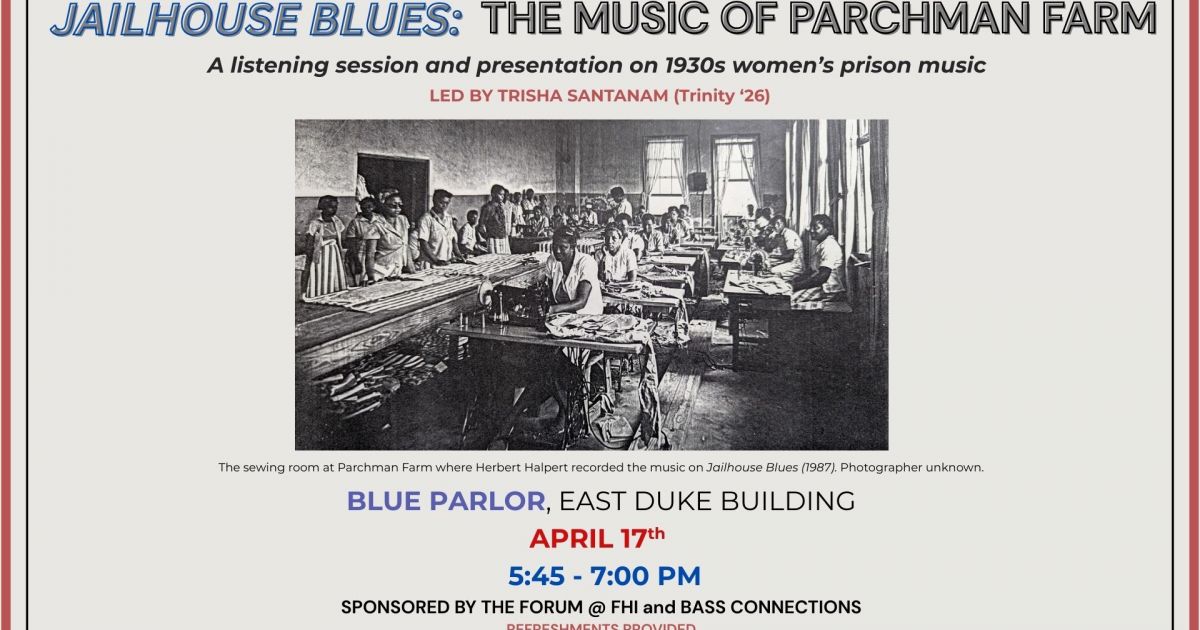 JAILHOUSE BLUES: THE MUSIC OF PARCHMAN FARM
A listening session and presentation on 1930s women’s prison music
LED BY TRISHA SANTANAM (Trinity ‘26)
The sewing room at Parchman Farm where Herbert Halpert recorded the music on Jailhouse Blues (1987). Photographer unknown.
BLUE PARLOR, EAST DUKE BUILDING
APRIL 17th
5:45 - 7:00 PM
SPONSORED BY THE FORUM @ FHI and BASS CONNECTIONS
REFRESHMENTS PROVIDED